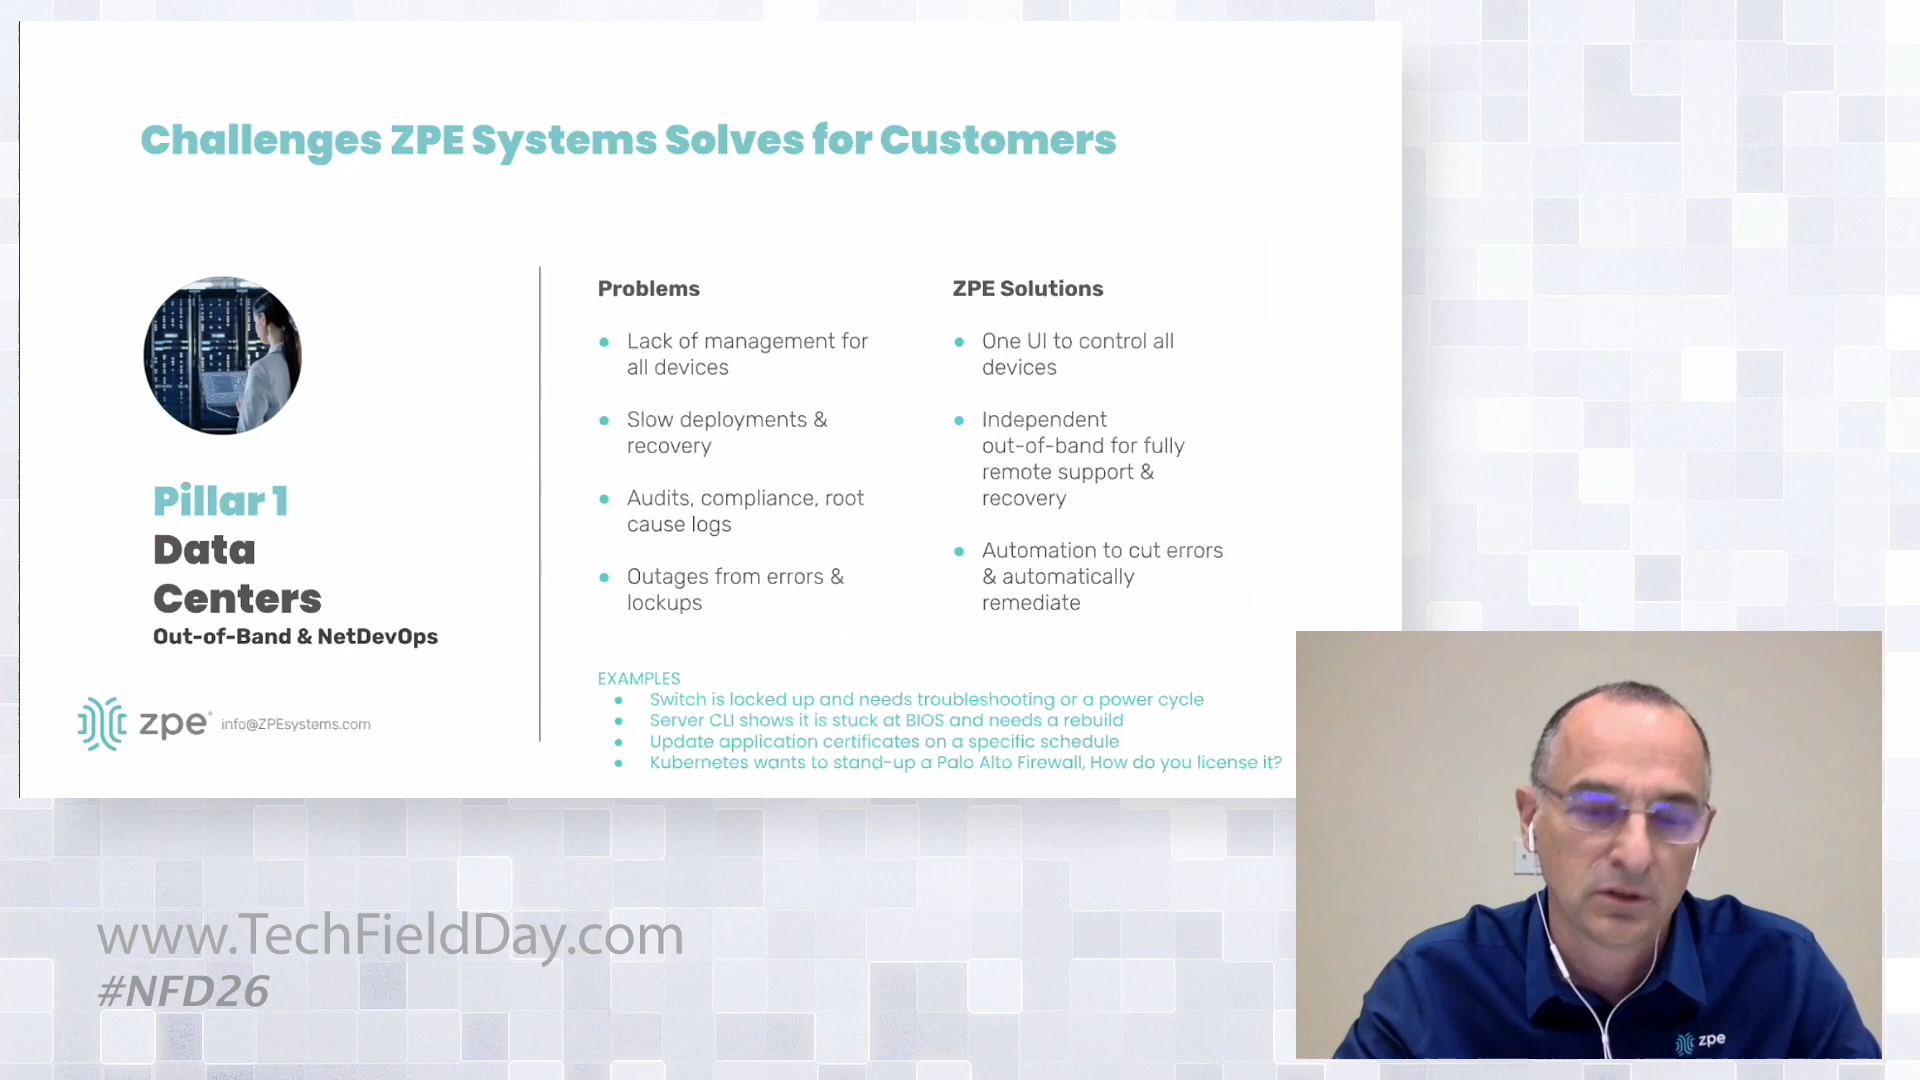 Challenges ZPE Systems Solves for Customers
Pillar 1
Data
Centers
Out-of-Band & NetDevOps
zpe
info@ZPEsystems.com
Problems
Lack of management for
all devices
Slow deployments &
recovery
Audits, compliance, root
cause logs
Outages from errors &
lockups
ZPE Solutions
One UI to control all
devices
Independent
out-of-band for fully
remote support &
recovery
Automation to cut errors
& automatically
remediate
EXAMPLES
Switch is locked up and needs troubleshooting or a power cycle
Server CLI shows it is stuck at BIOS and needs a rebuild
Update application certificates on a specific schedule
Kubernetes wants to stand-up a Palo Alto Firewall, How do you license it?
www.TechFieldDay.com
#NFD26
zpe